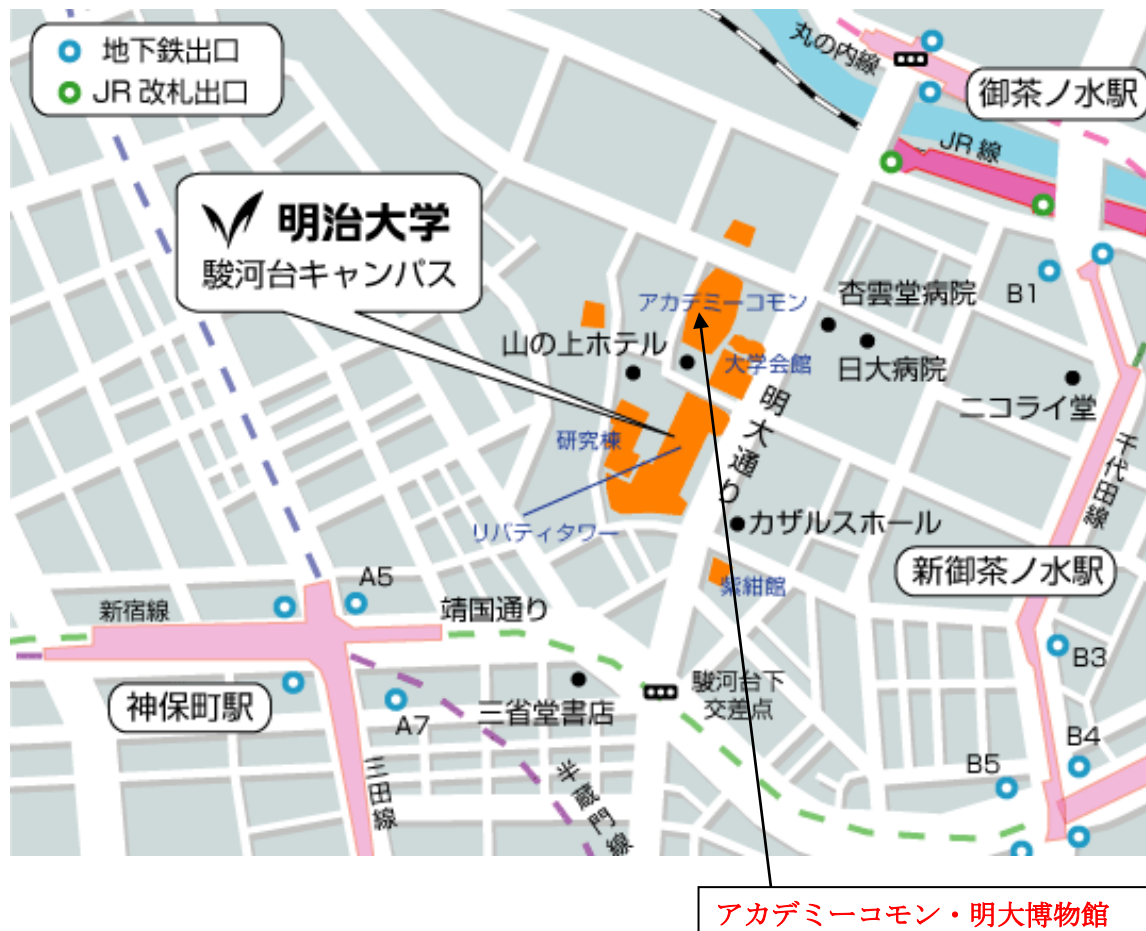 地下鉄出口
JR 改札出口
丸の内線
御茶ノ水駅
JR 線
明治大学
駿河台キャンパス
アカデミーコモン
杏雲堂病院
B1
山の上ホテル
大学会館
日大病院
ニコライ堂
明大通り
研究棟
千代田線
リバティタワー
カザルスホール
新御茶ノ水駅
紫紺館
A5
新宿線
靖国通り
B3
神保町駅
A7
三省堂書店
駿河台下
交差点
B4
B5
三田線
半蔵門線
アカデミーコモン・明大博物館